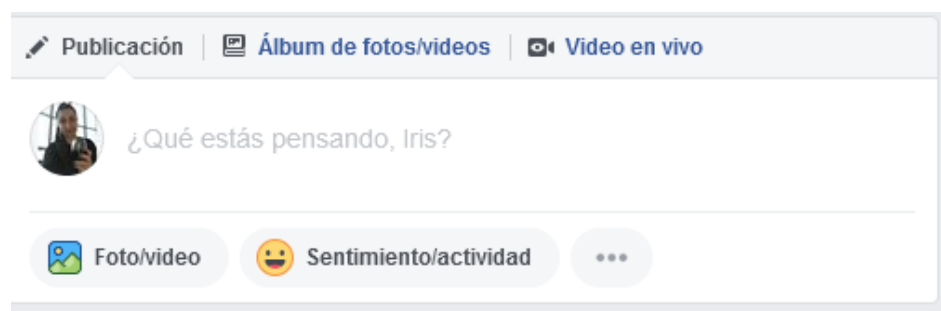 Publicación Álbum de fotos/videos Video en vivo
¿Qué estás pensando, Iris?
Foto/video Sentimiento/actividad